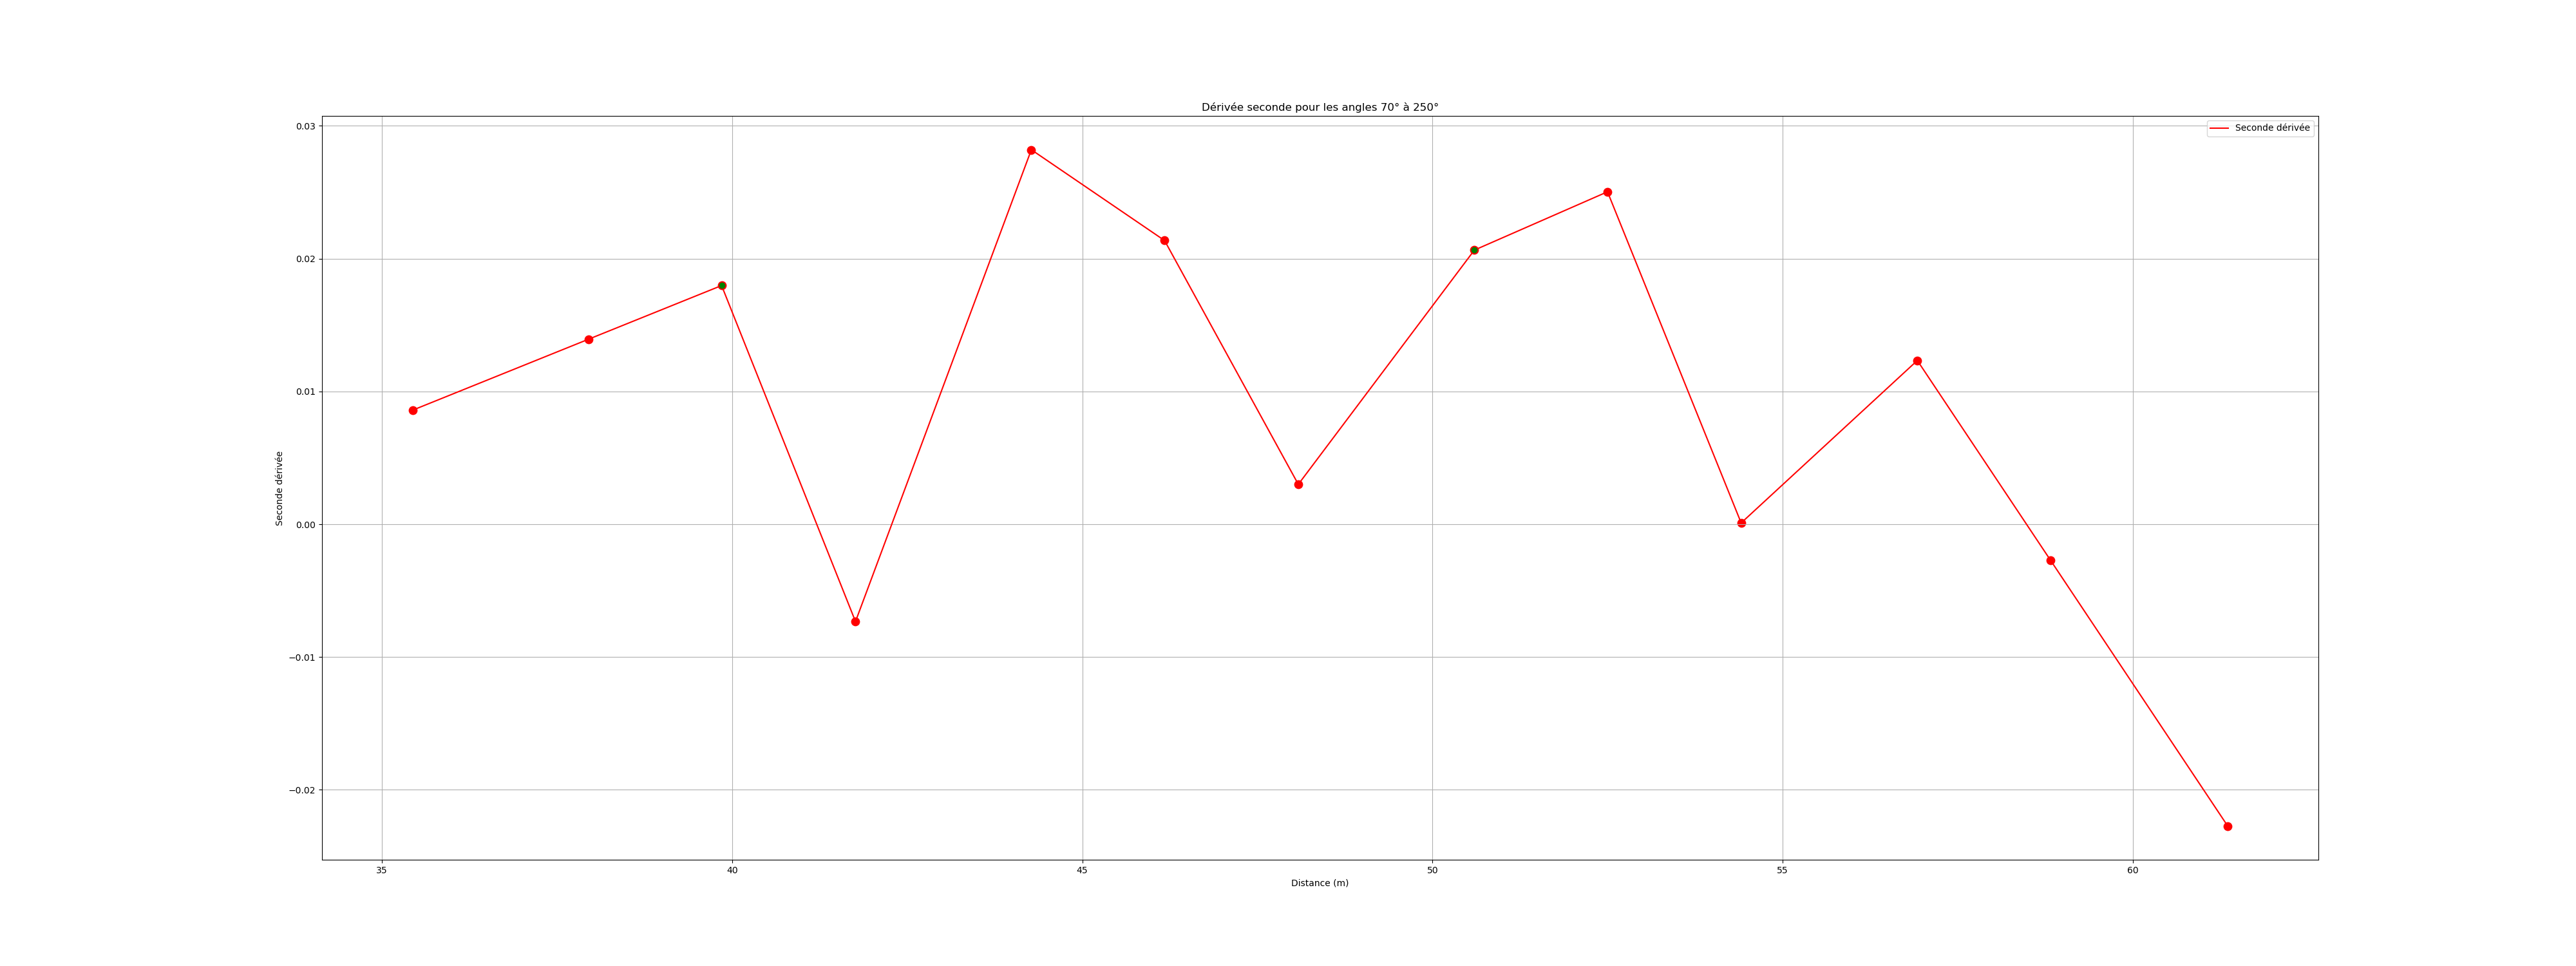 Dérivée seconde pour les angles 70° à 250°
Seconde dérivée
0.03
0.02
0.01
0.00
−0.01
−0.02
Seconde dérivée
35 40 45 50 55 60
Distance (m)